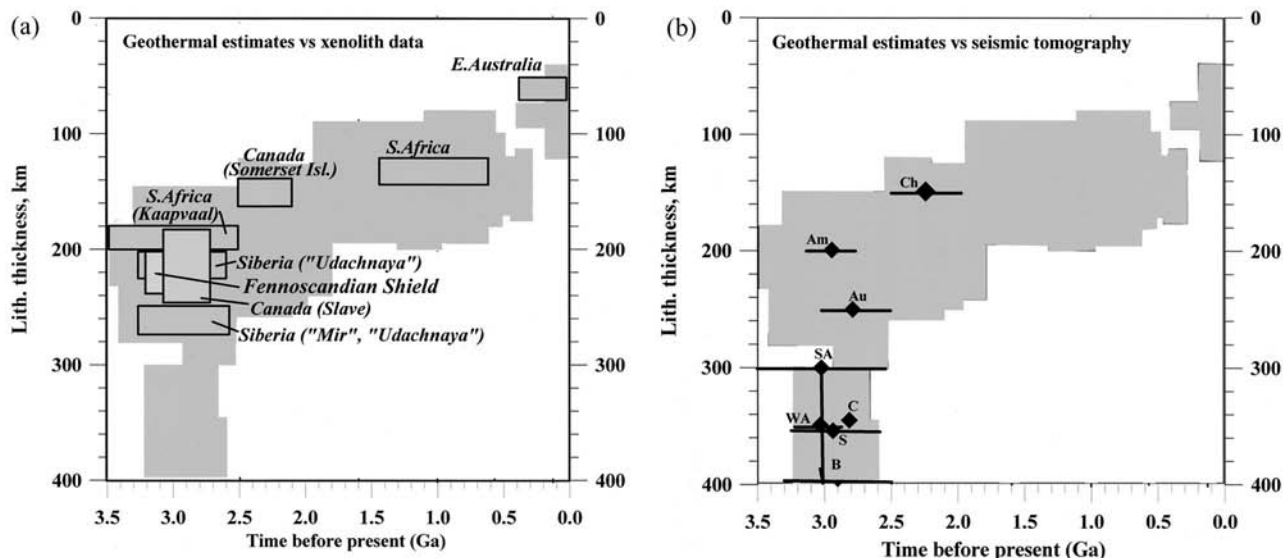 (a)
Geothermal estimates vs xenolith data
E.Australia
Canada
(Somerset Isl.)
S.Africa
S.Africa
(Kaapvaal)
Siberia ("Udachnaya")
Fennoscandian Shield
Canada (Slave)
Siberia ("Mir", "Udachnaya")
Lith. thickness, km
0
100
200
300
400
0
100
200
300
400
3.5 3.0 2.5 2.0 1.5 1.0 0.5 0.0
Time before present (Ga)
(b)
Geothermal estimates vs seismic tomography
Ch
Am
Au
SA
WA
C
S
B
Lith. thickness, km
0
100
200
300
400
0
100
200
300
400
3.5 3.0 2.5 2.0 1.5 1.0 0.5 0.0
Time before present (Ga)